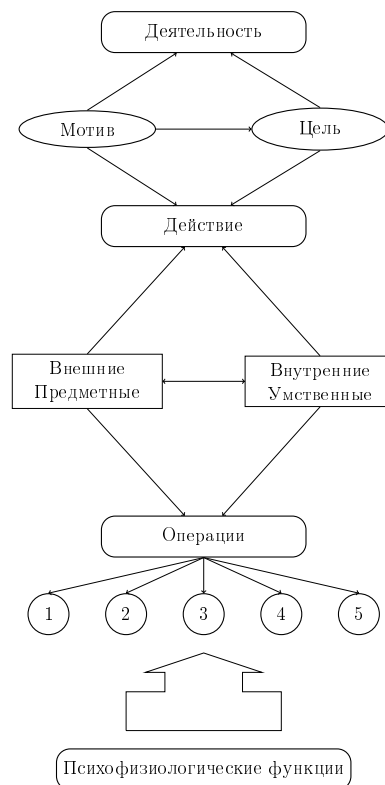 Деятельность
Мотив
Цель
Действие
Внешние
Предметные
Внутренние
Умственные
Операции
1
2
3
4
5
Психофизиологические функции